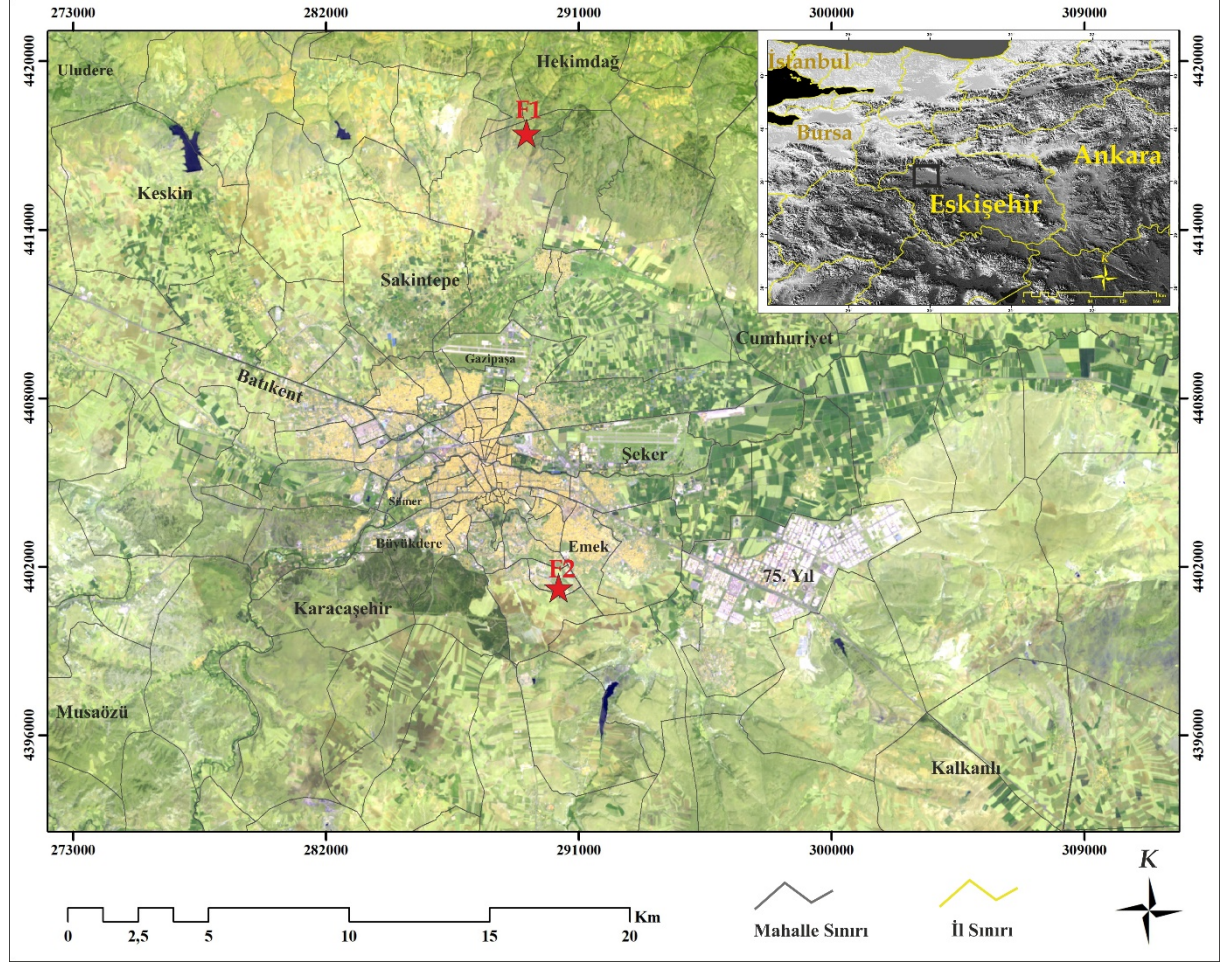 273000 282000 291000 300000 309000
4420000 4420000
Uludere
Hekimdağ
F1
Keskin
İstanbul
Bursa
Ankara
Eskişehir
4414000 4414000
Sakintepe
Gazipaşa
Cumhuriyet
Batıkent
4408000 4408000
Şeker
Sümer
Büyükdere
Emek
4402000 4402000
F2
75. Yıl
Karacaşehir
Musaözü
4396000 4396000
Kalkanlı
273000 282000 291000 300000 309000
K
Km
0 2,5 5 10 15 20
Mahalle Sınırı
İl Sınırı